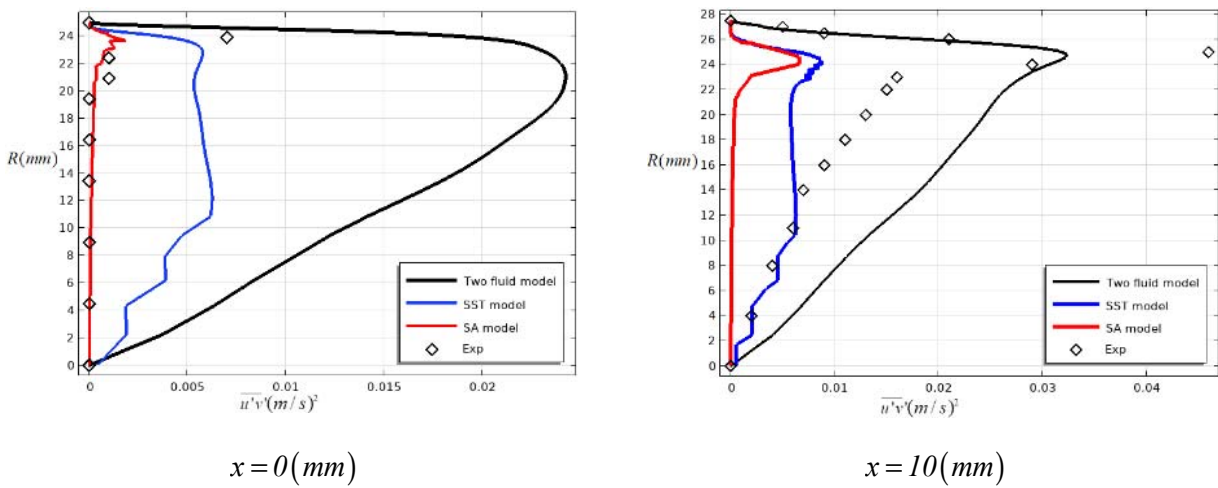 24
22
20
18
16
R(mm)
14
12
10
8
6
4
2
0
Two fluid model
SST model
SA model
Exp
0 0.005 0.01 0.015 0.02
u'v'(m/s)²
x = 0(mm)
28
26
24
22
20
18
16
R(mm)
14
12
10
8
6
4
2
0
Two fluid model
SST model
SA model
Exp
0 0.01 0.02 0.03 0.04
u'v'(m/s)²
x = 10(mm)